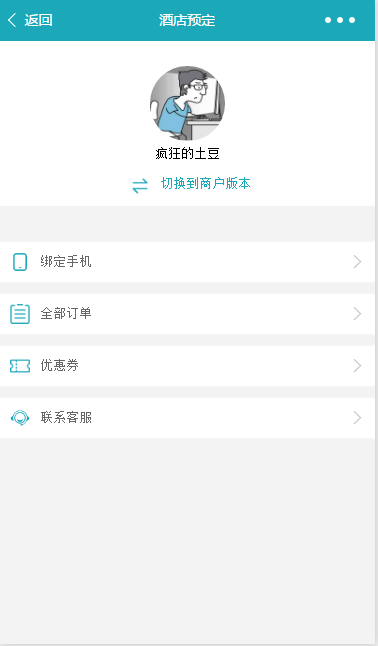 返回
酒店预定
疯狂的土豆
切换到商户版本
绑定手机
全部订单
优惠券
联系客服